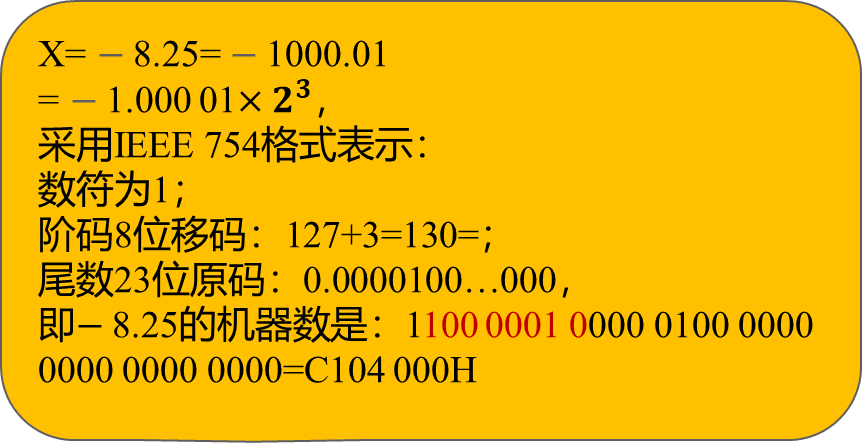 X= − 8.25= − 1000.01
= − 1.000 01× 2³，
采用IEEE 754格式表示：
数符为1；
阶码8位移码：127+3=130=；
尾数23位原码：0.0000100…000，
即− 8.25的机器数是：1100 0001 0000 0100 0000
0000 0000 0000=C104 000H